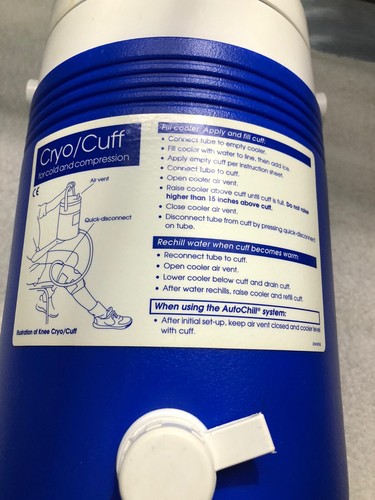 Cryo/Cuff®
for cold and compression
CE
Air vent
Quick-disconnect
Illustration of Knee Cryo/Cuff
Fill cooler. Apply and fill cuff:
• Connect tube to empty cooler.
• Fill cooler with water to line, then add ice.
• Apply empty cuff per instruction sheet.
• Connect tube to cuff.
• Open cooler air vent.
• Raise cooler above cuff until cuff is full. Do not raise
higher than 15 inches above cuff.
• Close cooler air vent.
• Disconnect tube from cuff by pressing quick-disconnect
on tube.
Rechill water when cuff becomes warm:
• Reconnect tube to cuff.
• Open cooler air vent.
• Lower cooler below cuff and drain cuff.
• After water rechills, raise cooler and refill cuff.
When using the AutoChill® system:
• After initial set-up, keep air vent closed and cooler level
with cuff.